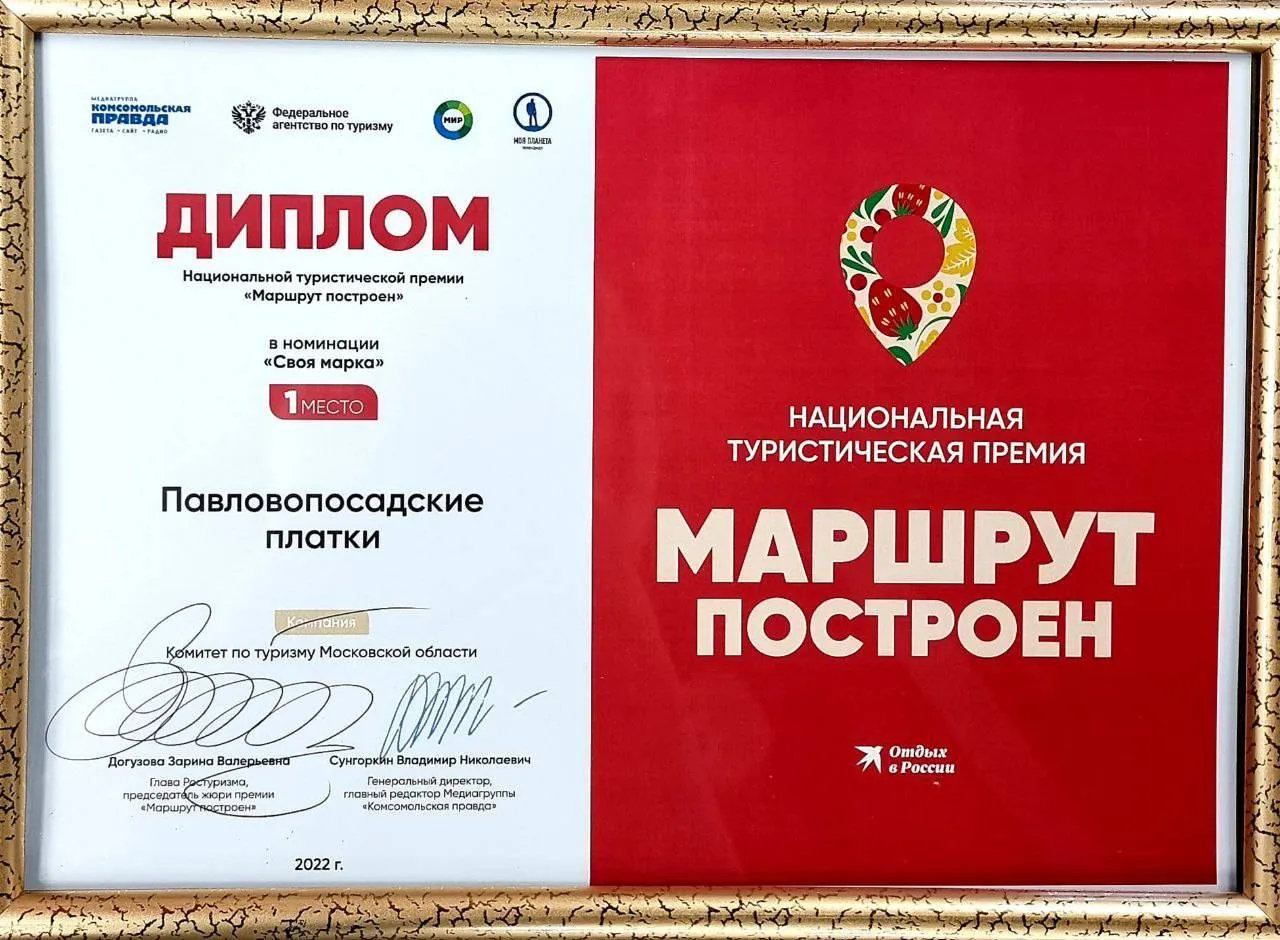 МЕДИАГРУППА
КОМСОМОЛЬСКАЯ
ПРАВДА
ГАЗЕТА • САЙТ • РАДИО
Федеральное
агентство по туризму
МИР
МОЯ ПЛАНЕТА
телеканал
ДИПЛОМ
Национальной туристической премии
«Маршрут построен»
в номинации
«Своя марка»
1 МЕСТО
Павловопосадские
платки
Компания
Комитет по туризму Московской области
Догузова Зарина Валерьевна
Глава Ростуризма,
председатель жюри премии
«Маршрут построен»
Сунгоркин Владимир Николаевич
Генеральный директор,
главный редактор Медиагруппы
«Комсомольская правда»
2022 г.
НАЦИОНАЛЬНАЯ
ТУРИСТИЧЕСКАЯ ПРЕМИЯ
МАРШРУТ
ПОСТРОЕН
Отдых
в России